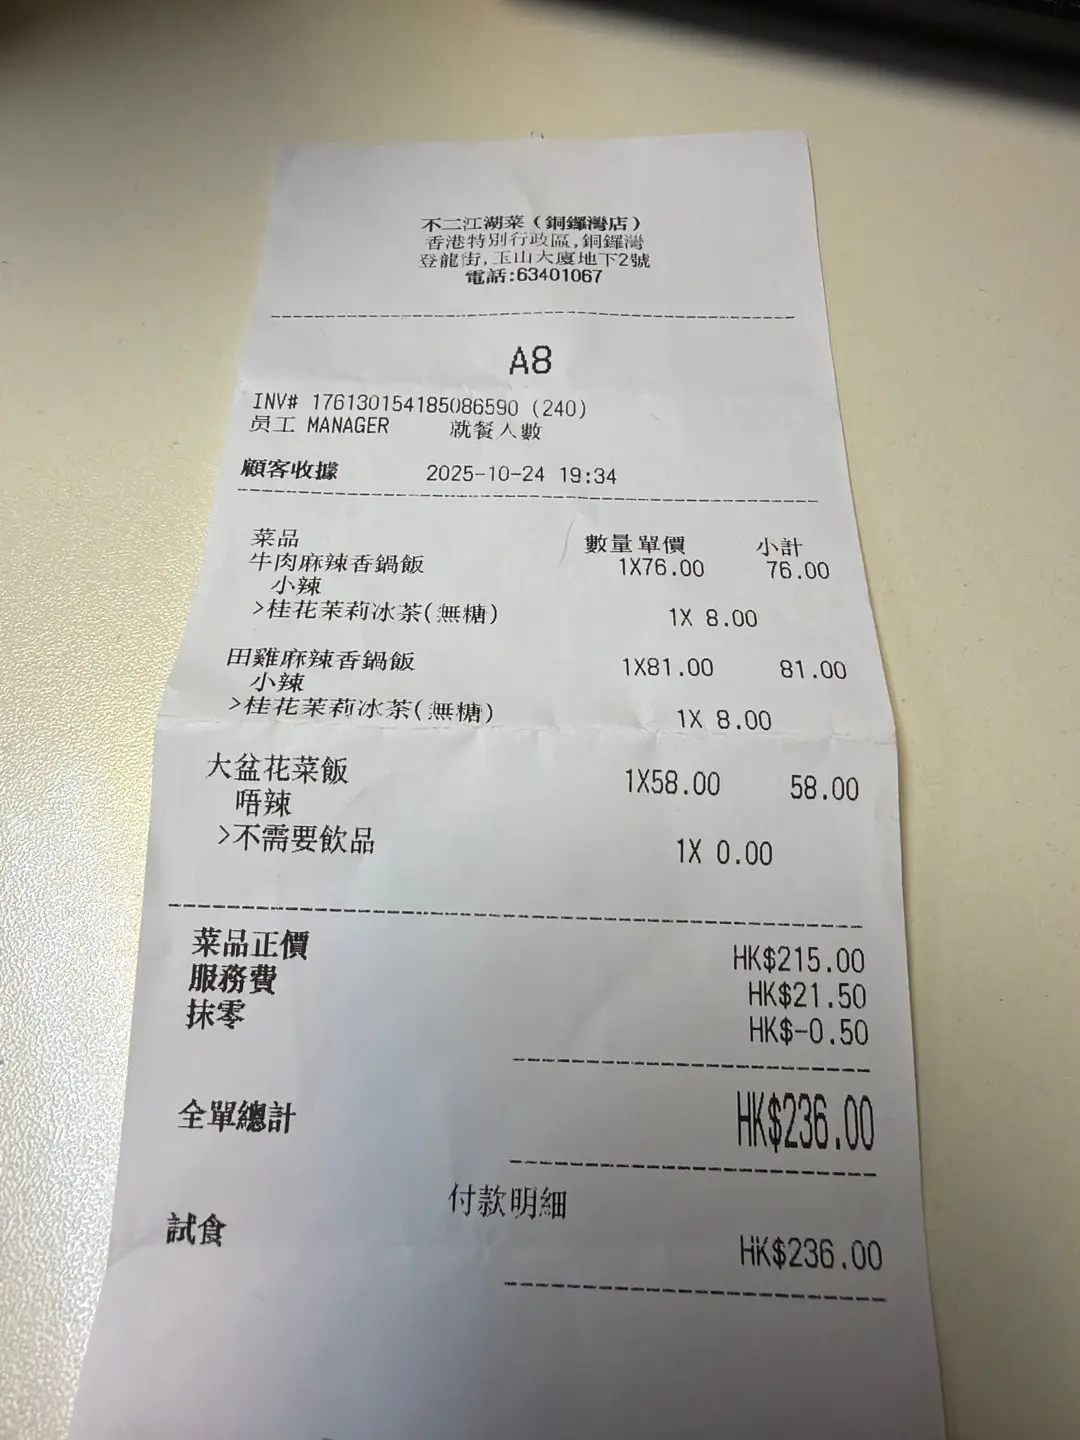 不二江湖菜(銅鑼灣店)
香港特別行政區,銅鑼灣
登龍街,玉山大廈地下2號
電話:63401067
A8
INV# 176130154185086590 (240)
员工 MANAGER 就餐人數
顧客收據 2025-10-24 19:34
菜品 數量單價 小計
牛肉麻辣香鍋飯 1X76.00 76.00
小辣
>桂花茉莉冰茶(無糖) 1X 8.00
田雞麻辣香鍋飯 1X81.00 81.00
小辣
>桂花茉莉冰茶(無糖) 1X 8.00
大盆花菜飯 1X58.00 58.00
唔辣
>不需要飲品 1X 0.00
菜品正價 HK$215.00
服務費 HK$21.50
抹零 HK$-0.50
全單總計 HK$236.00
付款明細
試食 HK$236.00